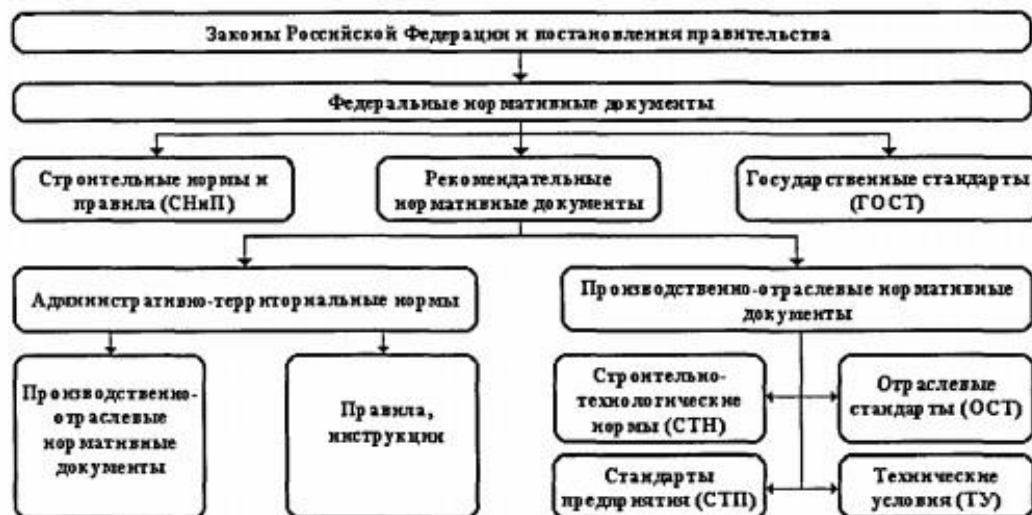 Законы Российской Федерации и постановления правительства
Федеральные нормативные документы
Строительные нормы и
правила (СНиП)
Рекомендательные
нормативные документы
Государственные стандарты
(ГОСТ)
Административно-территориальные нормы
Производственно-отраслевые нормативные
документы
Производственно-
отраслевые
нормативные
документы
Правила,
инструкции
Строительно-
технологические
нормы (СТН)
Отраслевые
стандарты (ОСТ)
Стандарты
предприятия (СТП)
Технические
условия (ТУ)